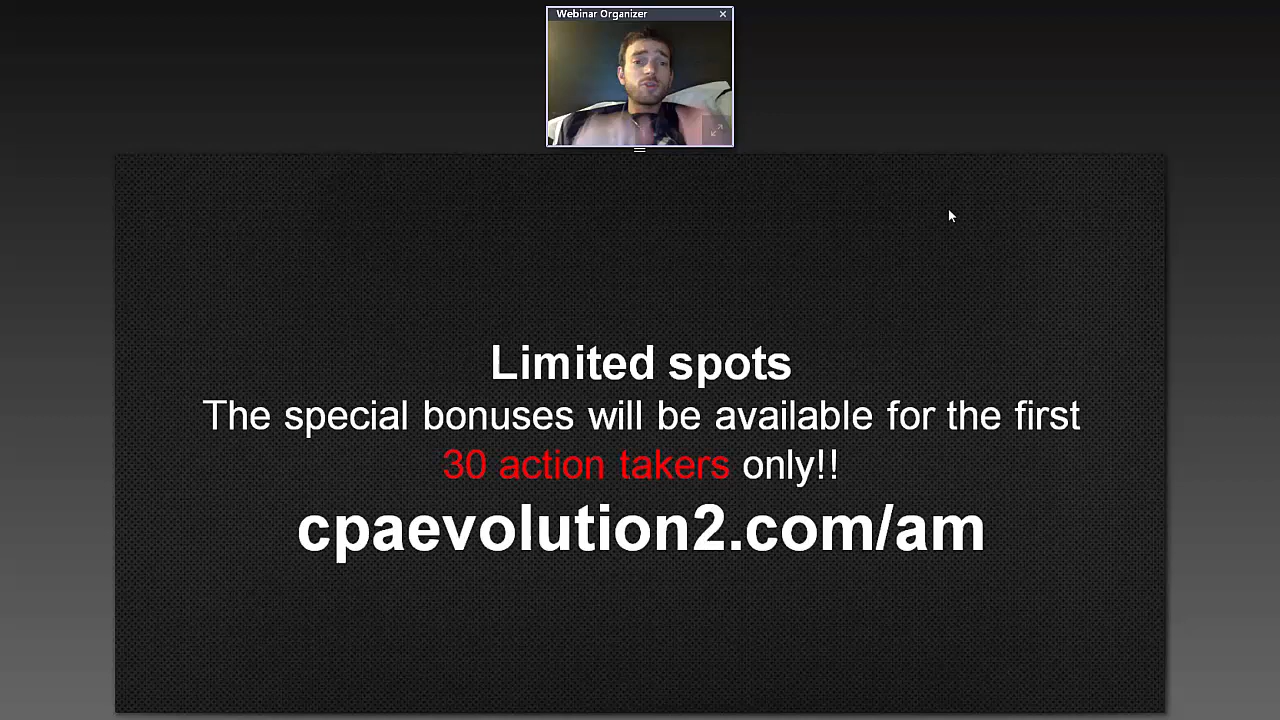 Webinar Organizer
Limited spots
The special bonuses will be available for the first
30 action takers only!!
cpaevolution2.com/am